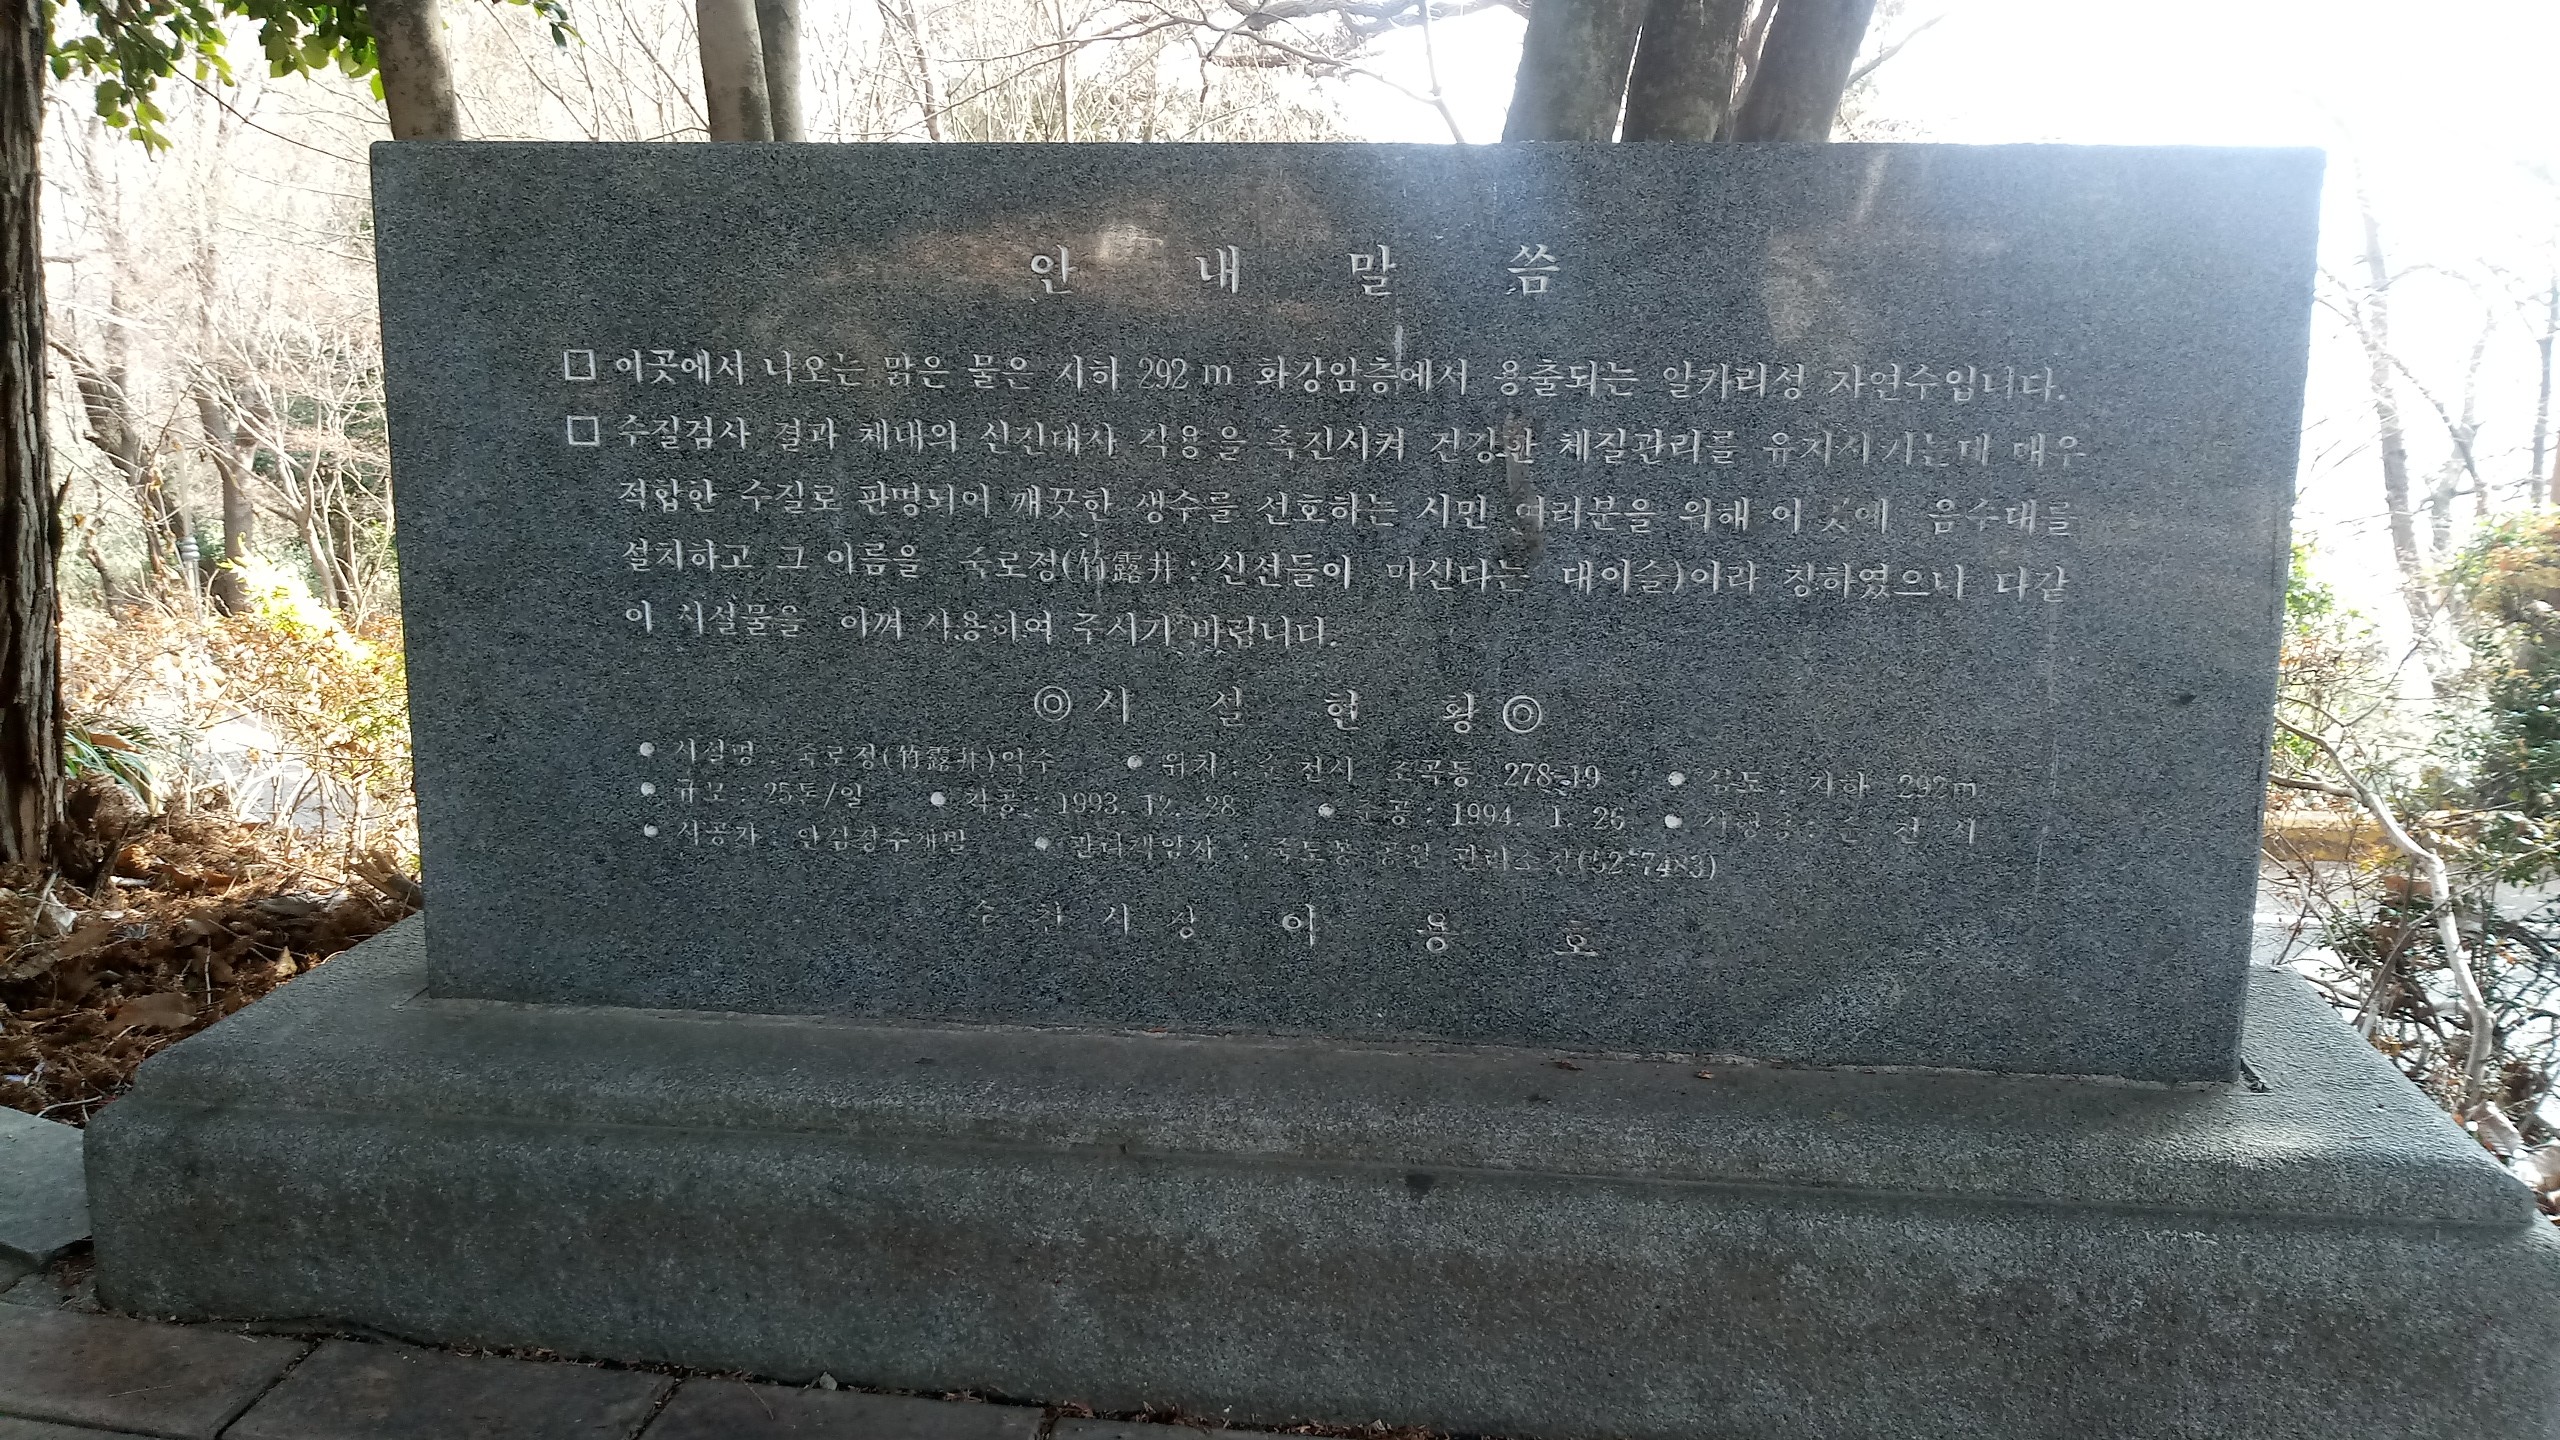 안 내 말 씀
□ 이곳에서 나오는 맑은 물은 지하 292 m 화강암층에서 용출되는 알카리성 자연수입니다.
□ 수질검사 결과 체내의 신진대사 작용을 촉진시켜 건강한 체질관리를 유지시키는데 매우
적합한 수질로 판명되어 깨끗한 생수를 선호하는 시민 여러분을 위해 이 곳에 음수대를
설치하고 그 이름을 죽로정(竹露井 : 신선들이 마신다는 대이슬)이라 칭하였으니 다같
이 시설물을 아껴 사용하여 주시기 바랍니다.
◎ 시 설 현 황 ◎
● 시설명 : 죽로정(竹露井)약수 ● 위치 : 순천시 조곡동 278-19 ● 심도 : 지하 292m
● 규모 : 25톤/일 ● 착공 : 1993. 12. 28 ● 준공 : 1994. 1. 26 ● 시행청 : 순 천 시
● 시공자 : ● 관리책임자 : 죽도봉 공원 관리소장(52-7483)
순 천 시 장 이 용 호